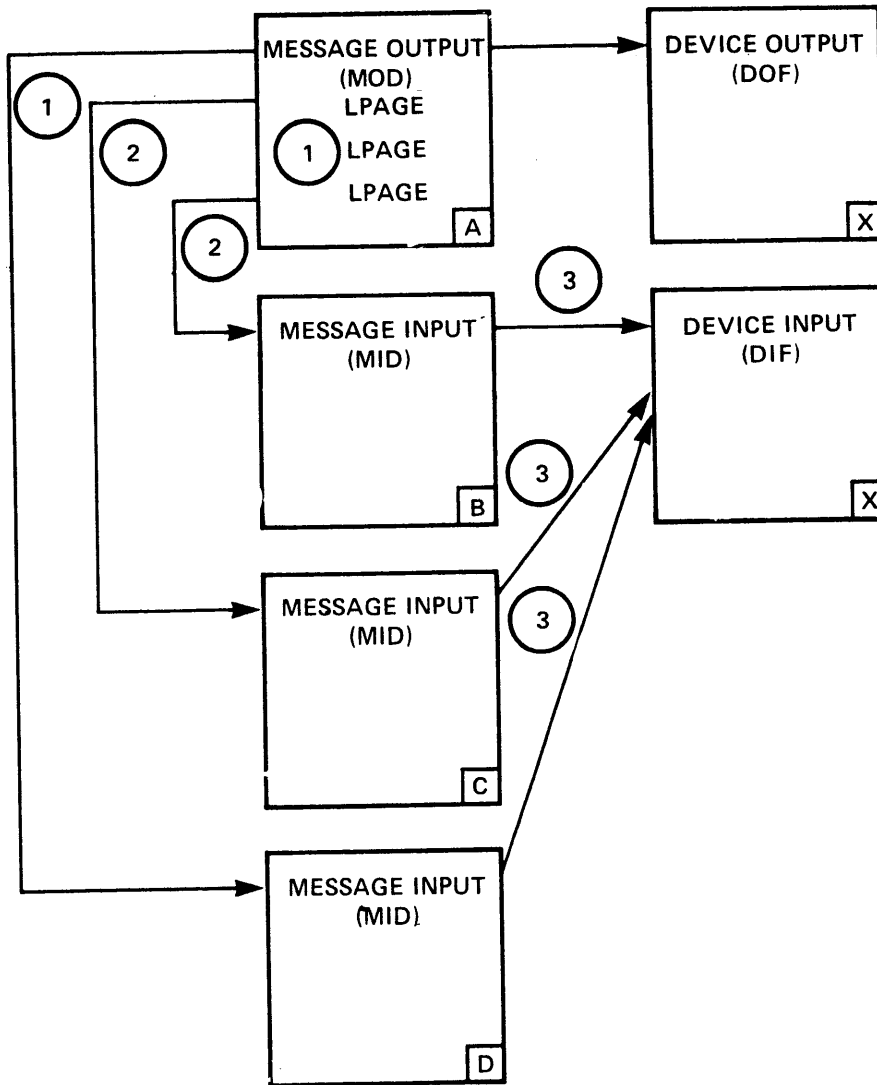 MESSAGE OUTPUT
(MOD)
LPAGE
LPAGE
LPAGE
A
DEVICE OUTPUT
(DOF)
X
1
2
1
2
3
MESSAGE INPUT
(MID)
B
DEVICE INPUT
(DIF)
X
3
MESSAGE INPUT
(MID)
C
3
MESSAGE INPUT
(MID)
D